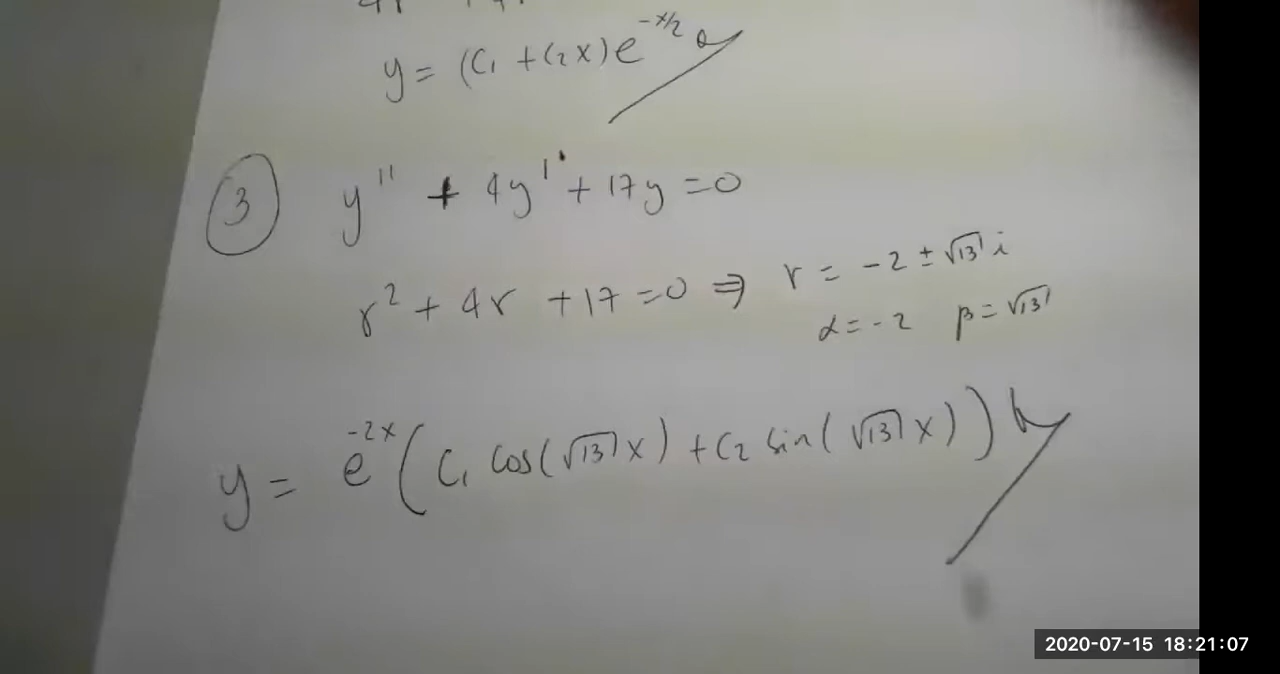 y = (C₁ + C₂x)e^(-x/2)
③ y'' + 4y' + 17y = 0
r² + 4r + 17 = 0 ⇒ r = -2 ± √13 i
α = -2 β = √13
y = e^(-2x) (C₁ cos(√13 x) + C₂ sin(√13 x))
2020-07-15 18:21:07